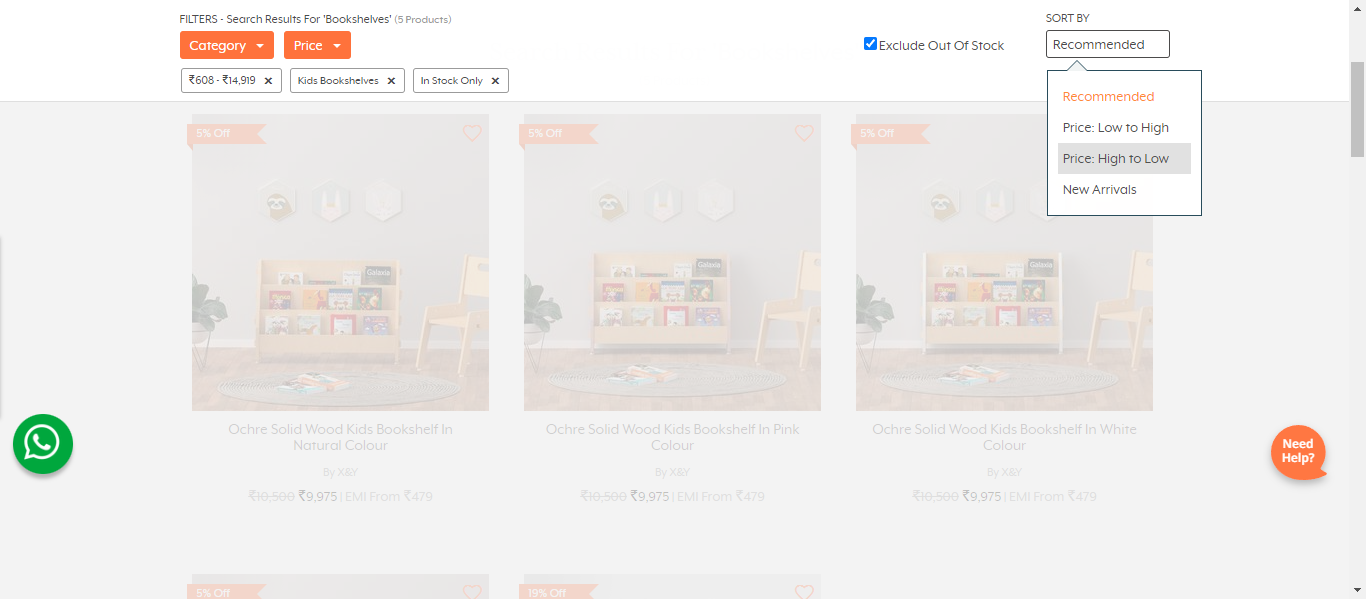 FILTERS - Search Results For 'Bookshelves' (5 Products)
SORT BY
Category
Price
Exclude Out Of Stock
Recommended
₹608 - ₹14,919 ×
Kids Bookshelves ×
In Stock Only ×
Recommended
Price: Low to High
Price: High to Low
New Arrivals
5% Off
5% Off
5% Off
Galaxia
Galaxia
Galaxia
Ochre Solid Wood Kids Bookshelf In
Natural Colour
By X&Y
₹10,500 ₹9,975 | EMI From ₹479
Ochre Solid Wood Kids Bookshelf In Pink
Colour
By X&Y
₹10,500 ₹9,975 | EMI From ₹479
Ochre Solid Wood Kids Bookshelf In White
Colour
By X&Y
₹10,500 ₹9,975 | EMI From ₹479
Need
Help?
5% Off
19% Off